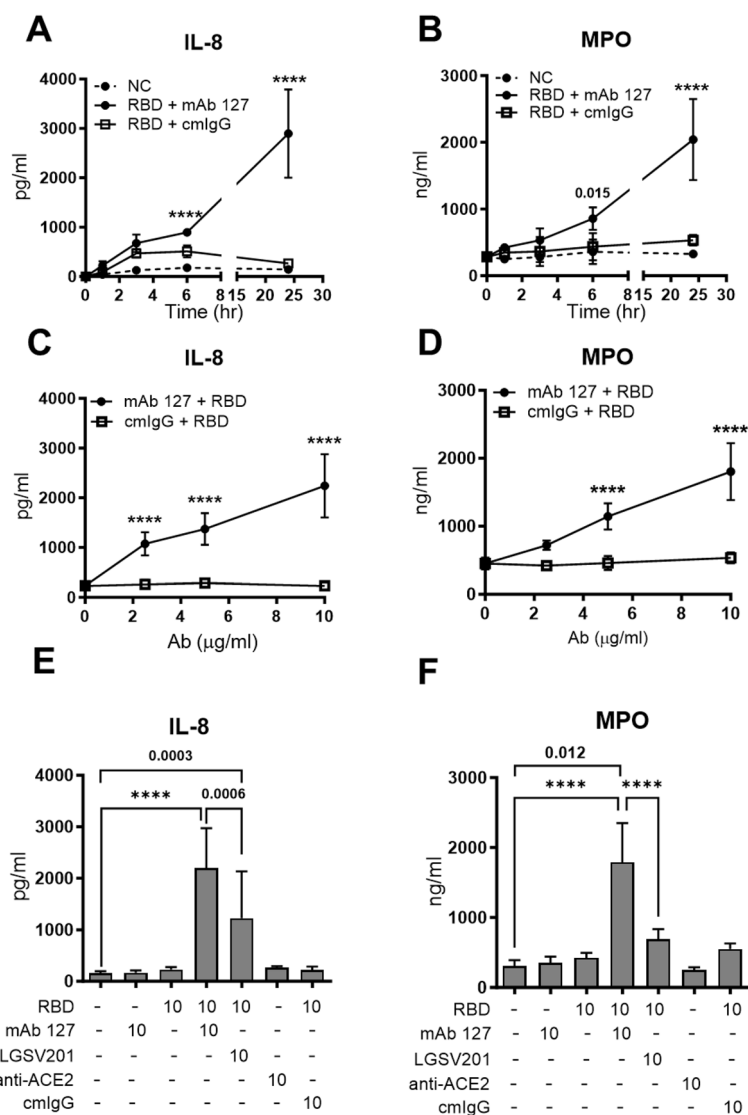 A
IL-8
NC
RBD + mAb 127
RBD + cmIgG
****
****
pg/ml
4000
3000
2000
1000
0
0 2 4 6 8 15 20 25 30
Time (hr)
B
MPO
NC
RBD + mAb 127
RBD + cmIgG
****
0.015
ng/ml
3000
2000
1000
0
0 2 4 6 8 15 20 25 30
Time (hr)
C
IL-8
mAb 127 + RBD
cmIgG + RBD
****
****
****
pg/ml
4000
3000
2000
1000
0
0 2 4 6 8 10
Ab (μg/ml)
D
MPO
mAb 127 + RBD
cmIgG + RBD
****
****
ng/ml
3000
2000
1000
0
0 2 4 6 8 10
Ab (μg/ml)
E
IL-8
0.0003
**** 0.0006
pg/ml
4000
3000
2000
1000
0
RBD - - 10 10 10 - 10
mAb 127 - 10 - 10 - - -
LGSV201 - - - - 10 - -
anti-ACE2 - - - - - 10 -
cmIgG - - - - - - 10
F
MPO
0.012
**** ****
ng/ml
3000
2000
1000
0
RBD - - 10 10 10 - 10
mAb 127 - 10 - 10 - - -
LGSV201 - - - - 10 - -
anti-ACE2 - - - - - 10 -
cmIgG - - - - - - 10